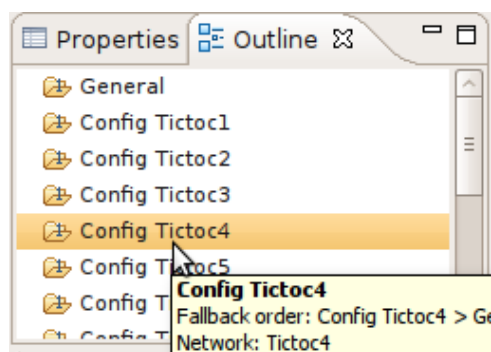 Properties Outline
General
Config Tictoc1
Config Tictoc2
Config Tictoc3
Config Tictoc4
Config Tictoc5
Config T
Config T
Config Tictoc4
Fallback order: Config Tictoc4 > Ge
Network: Tictoc4